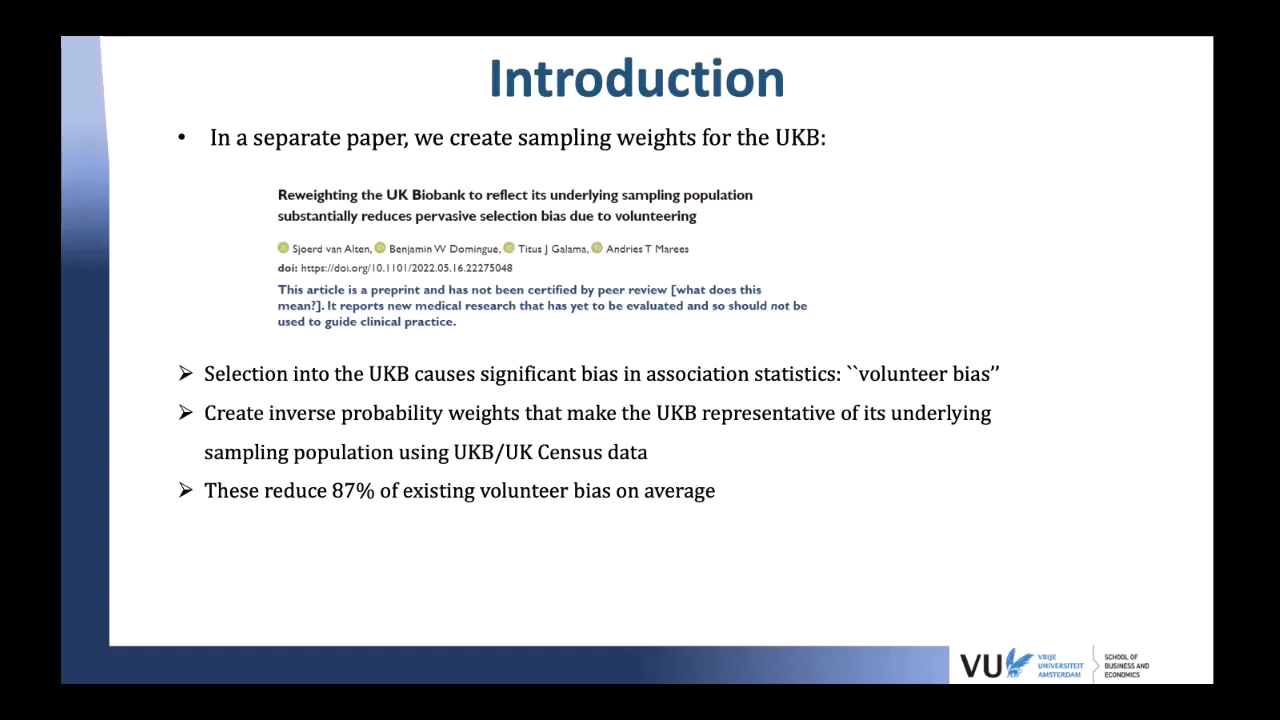 Introduction
• In a separate paper, we create sampling weights for the UKB:
Reweighting the UK Biobank to reflect its underlying sampling population
substantially reduces pervasive selection bias due to volunteering
iD Sjoerd van Alten, iD Benjamin W Domingue, iD Titus J Galama, iD Andries T Marees
doi: https://doi.org/10.1101/2022.05.16.22275048
This article is a preprint and has not been certified by peer review [what does this
mean?]. It reports new medical research that has yet to be evaluated and so should not be
used to guide clinical practice.
➢ Selection into the UKB causes significant bias in association statistics: ``volunteer bias’’
➢ Create inverse probability weights that make the UKB representative of its underlying
sampling population using UKB/UK Census data
➢ These reduce 87% of existing volunteer bias on average
VU
VRIJE
UNIVERSITEIT
AMSTERDAM
SCHOOL OF
BUSINESS AND
ECONOMICS